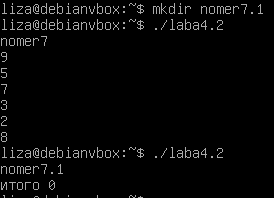 liza@debianvbox:~$ mkdir nomer7.1
liza@debianvbox:~$ ./laba4.2
nomer7
9
5
7
3
2
8
liza@debianvbox:~$ ./laba4.2
nomer7.1
итого 0